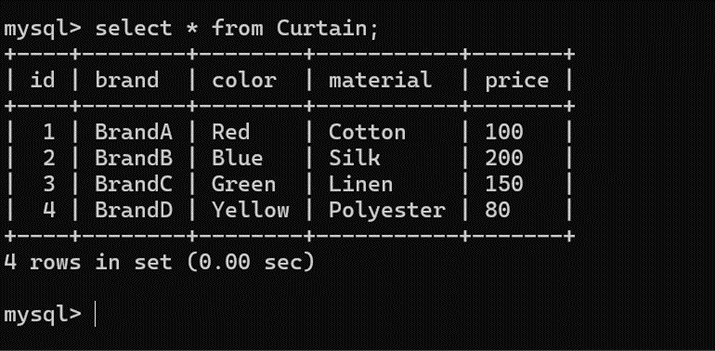 mysql> select * from Curtain;
+----+--------+--------+-----------+-------+
| id | brand  | color  | material  | price |
+----+--------+--------+-----------+-------+
|  1 | BrandA | Red    | Cotton    | 100   |
|  2 | BrandB | Blue   | Silk      | 200   |
|  3 | BrandC | Green  | Linen     | 150   |
|  4 | BrandD | Yellow | Polyester | 80    |
+----+--------+--------+-----------+-------+
4 rows in set (0.00 sec)
mysql>